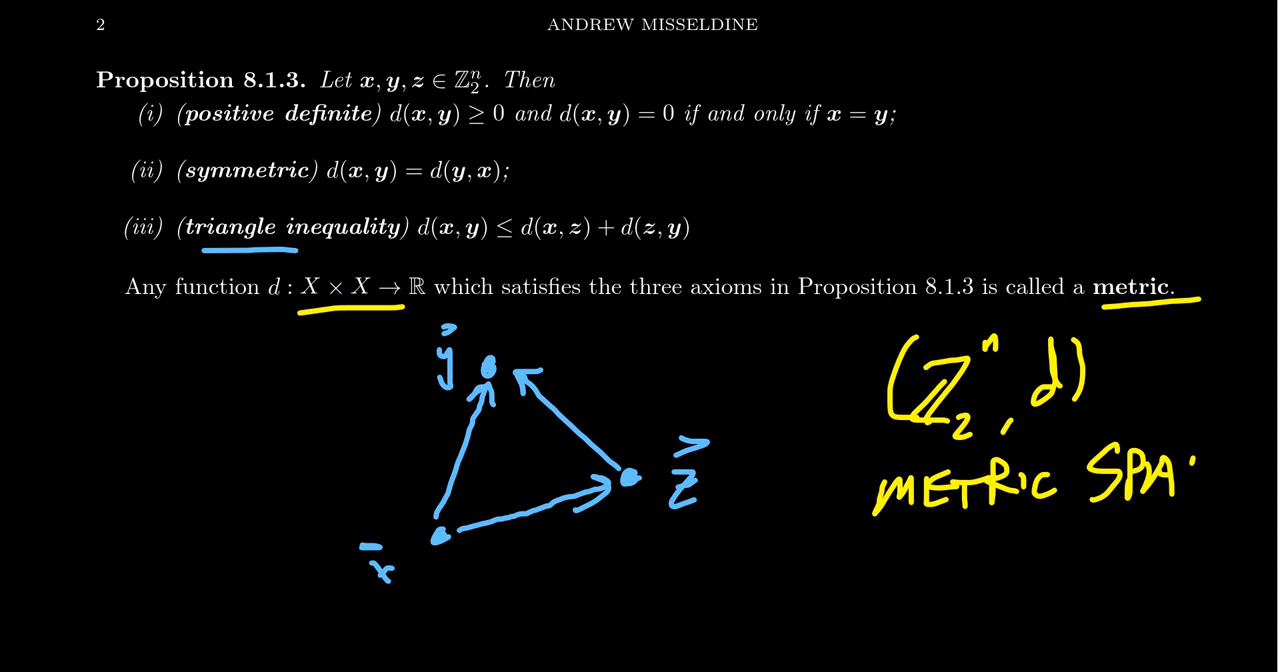 2 ANDREW MISSELDINE
Proposition 8.1.3. Let x, y, z ∈ ℤ₂ⁿ. Then
(i) (positive definite) d(x, y) ≥ 0 and d(x, y) = 0 if and only if x = y;
(ii) (symmetric) d(x, y) = d(y, x);
(iii) (triangle inequality) d(x, y) ≤ d(x, z) + d(z, y)
Any function d : X × X → ℝ which satisfies the three axioms in Proposition 8.1.3 is called a metric.
y⃗
(ℤ₂ⁿ, d)
z⃗
METRIC SPA
x̄